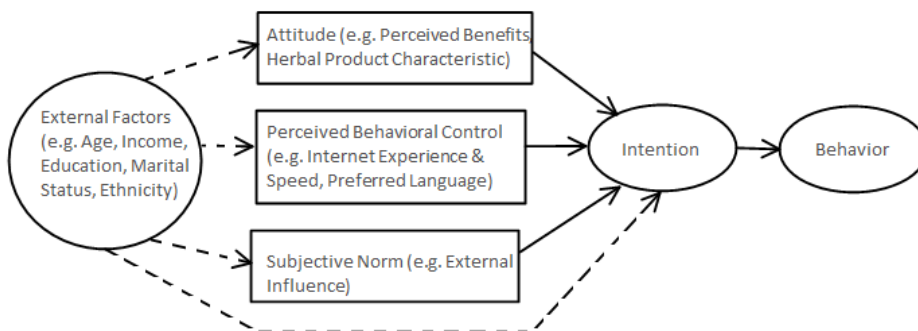 Attitude (e.g. Perceived Benefits,
Herbal Product Characteristic)
External Factors
(e.g. Age, Income,
Education, Marital
Status, Ethnicity)
Perceived Behavioral Control
(e.g. Internet Experience &
Speed, Preferred Language)
Intention
Behavior
Subjective Norm (e.g. External
Influence)